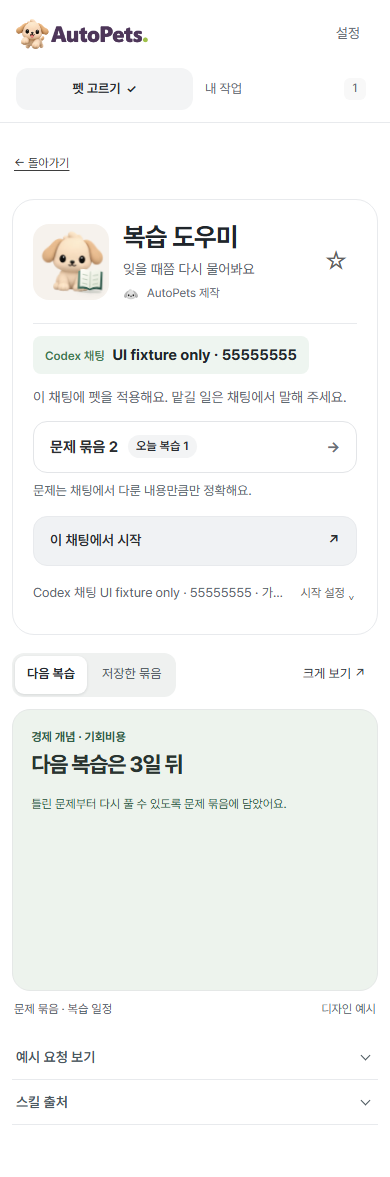 AutoPets.
설정
펫 고르기 ✓
내 작업
1
← 돌아가기
복습 도우미
잊을 때쯤 다시 물어봐요
AutoPets 제작
Codex 채팅 UI fixture only · 55555555
이 채팅에 펫을 적용해요. 맡길 일은 채팅에서 말해 주세요.
문제 묶음 2 오늘 복습 1 →
문제는 채팅에서 다룬 내용만큼만 정확해요.
이 채팅에서 시작 ↗
Codex 채팅 UI fixture only · 55555555 · 가...
시작 설정
다음 복습
저장한 묶음
크게 보기 ↗
경제 개념 · 기회비용
다음 복습은 3일 뒤
틀린 문제부터 다시 풀 수 있도록 문제 묶음에 담았어요.
문제 묶음 · 복습 일정
디자인 예시
예시 요청 보기
스킬 출처